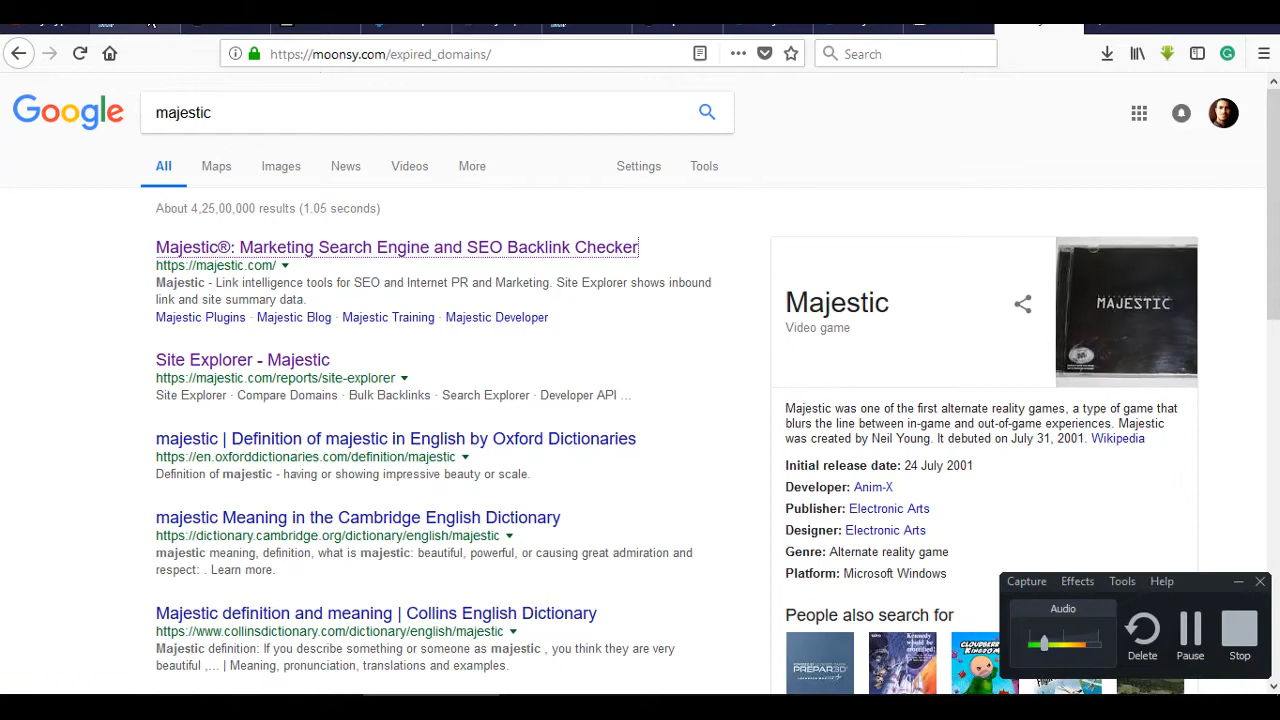 https://moonsy.com/expired_domains/
Search
Google
majestic
All Maps Images News Videos More Settings Tools
About 4,25,00,000 results (1.05 seconds)
Majestic®: Marketing Search Engine and SEO Backlink Checker
https://majestic.com/
Majestic - Link intelligence tools for SEO and Internet PR and Marketing. Site Explorer shows inbound
link and site summary data.
Majestic Plugins · Majestic Blog · Majestic Training · Majestic Developer
Site Explorer - Majestic
https://majestic.com/reports/site-explorer
Site Explorer · Compare Domains · Bulk Backlinks · Search Explorer · Developer API ...
majestic | Definition of majestic in English by Oxford Dictionaries
https://en.oxforddictionaries.com/definition/majestic
Definition of majestic - having or showing impressive beauty or scale.
majestic Meaning in the Cambridge English Dictionary
https://dictionary.cambridge.org/dictionary/english/majestic
majestic meaning, definition, what is majestic: beautiful, powerful, or causing great admiration and
respect: . Learn more.
Majestic definition and meaning | Collins English Dictionary
https://www.collinsdictionary.com/dictionary/english/majestic
Majestic definition: If you describe something or someone as majestic , you think they are very
beautiful ,... | Meaning, pronunciation, translations and examples.
Majestic
Video game
MAJESTIC
Majestic was one of the first alternate reality games, a type of game that
blurs the line between in-game and out-of-game experiences. Majestic
was created by Neil Young. It debuted on July 31, 2001. Wikipedia
Initial release date: 24 July 2001
Developer: Anim-X
Publisher: Electronic Arts
Designer: Electronic Arts
Genre: Alternate reality game
Platform: Microsoft Windows
People also search for
PREPAR3D
Capture Effects Tools Help
Audio
Delete Pause Stop